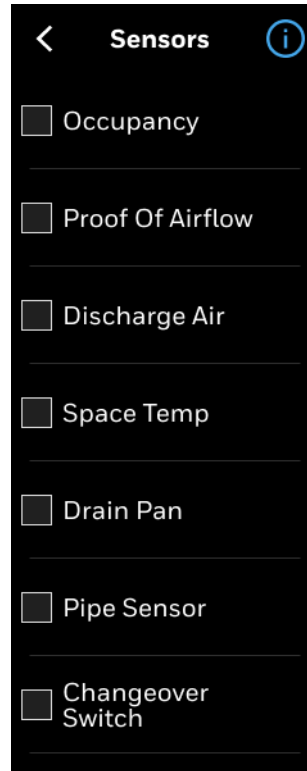 Sensors
Occupancy
Proof Of Airflow
Discharge Air
Space Temp
Drain Pan
Pipe Sensor
Changeover
Switch